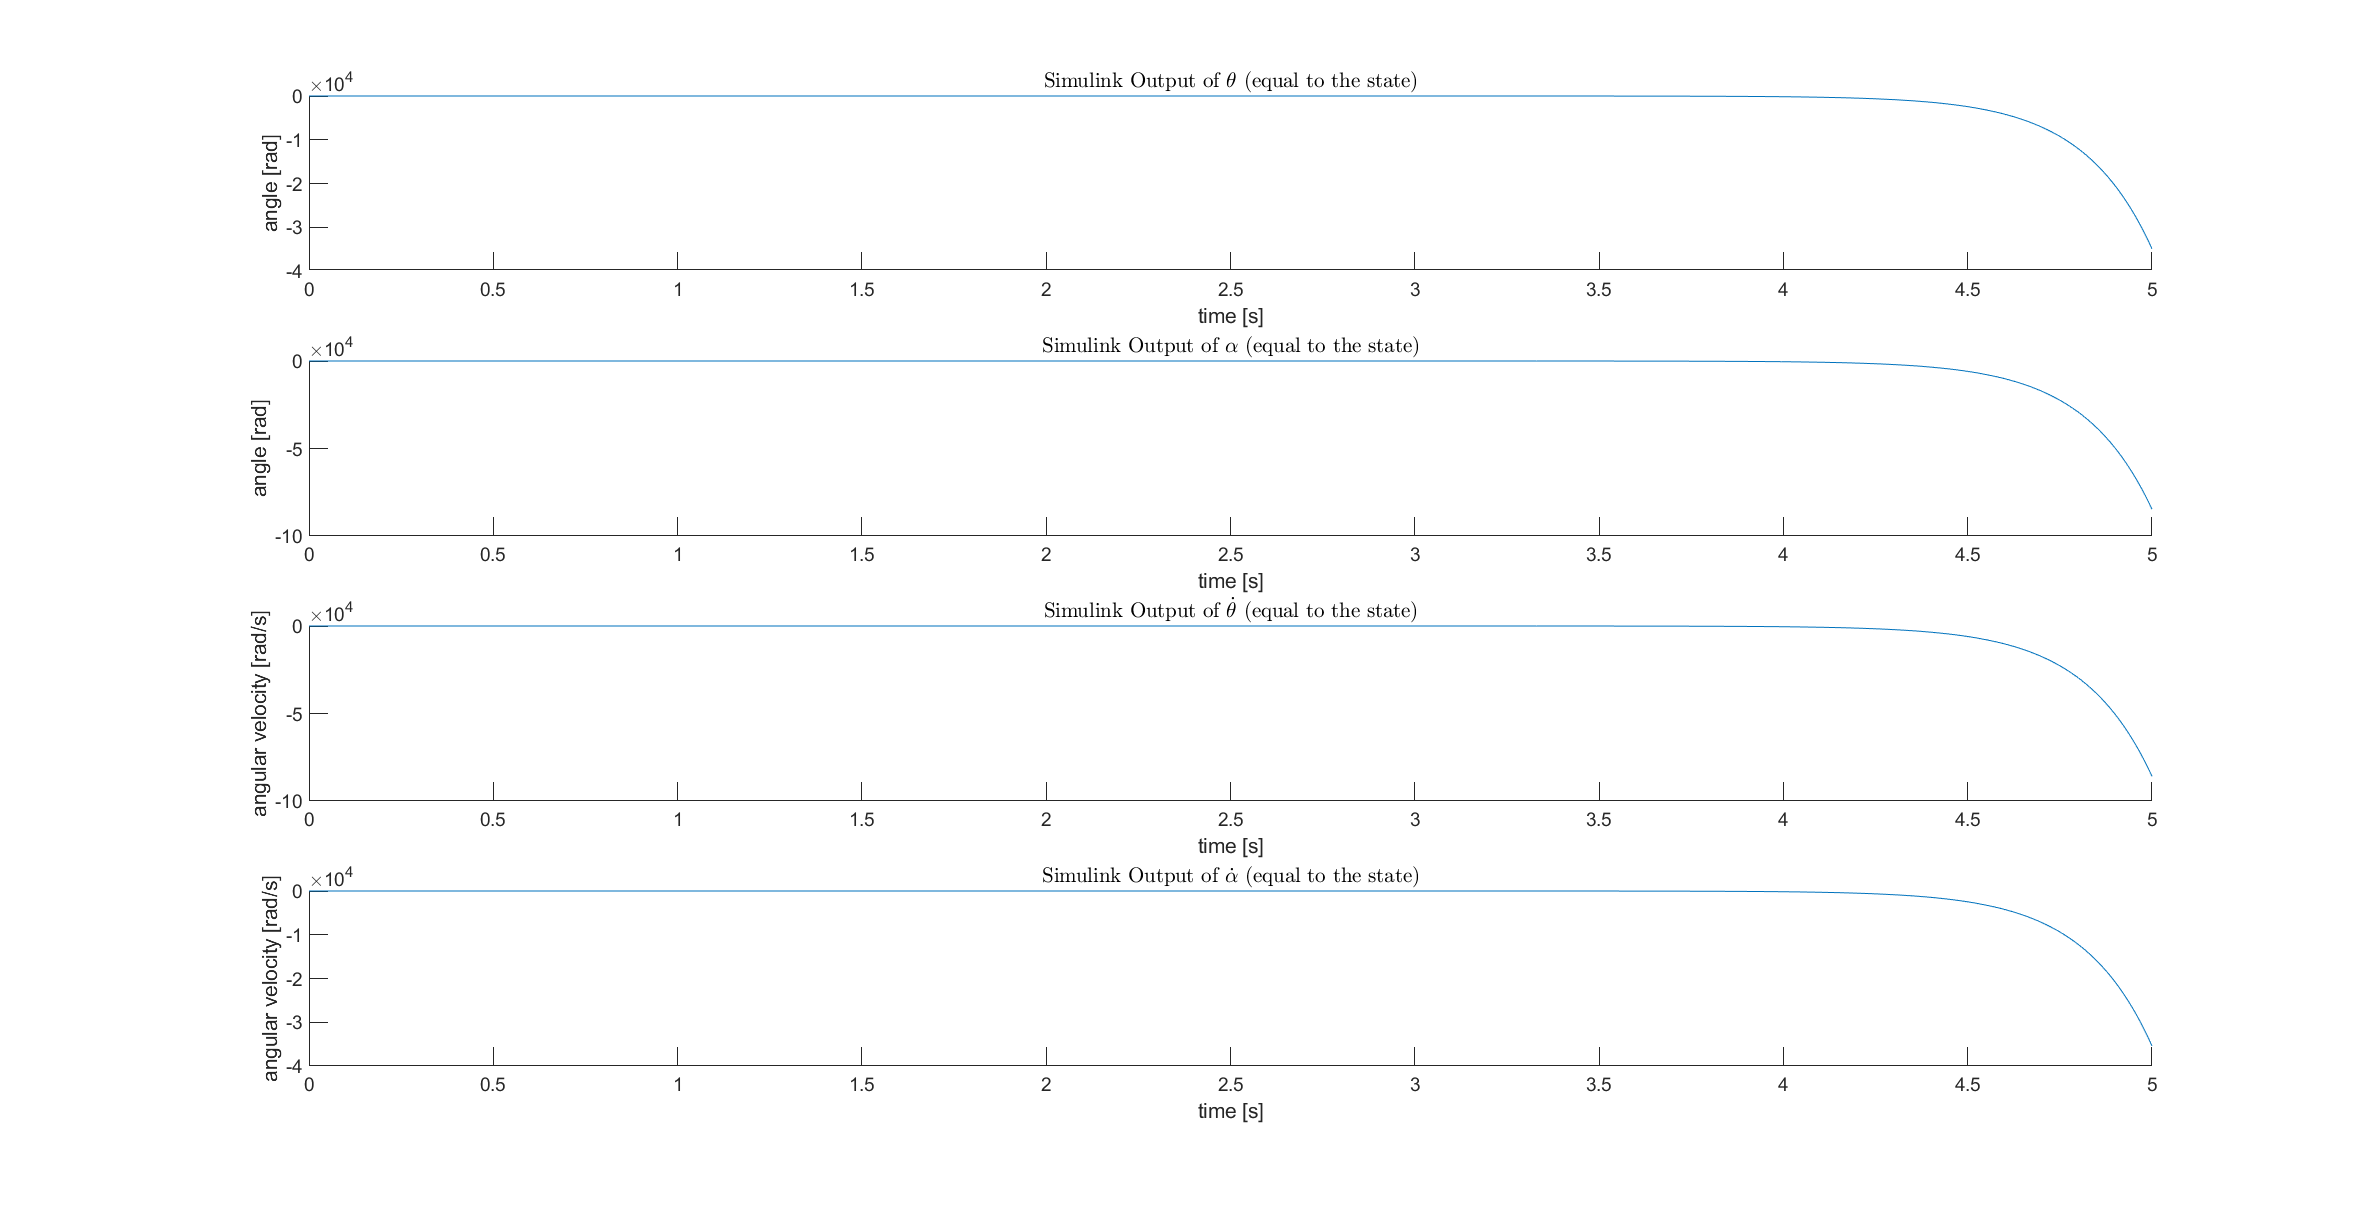 Simulink Output of θ (equal to the state)
×10^4
0
-1
-2
-3
-4
angle [rad]
0 0.5 1 1.5 2 2.5 3 3.5 4 4.5 5
time [s]
Simulink Output of α (equal to the state)
×10^4
0
-5
-10
angle [rad]
0 0.5 1 1.5 2 2.5 3 3.5 4 4.5 5
time [s]
Simulink Output of θ̇ (equal to the state)
×10^4
0
-5
-10
angular velocity [rad/s]
0 0.5 1 1.5 2 2.5 3 3.5 4 4.5 5
time [s]
Simulink Output of α̇ (equal to the state)
×10^4
0
-1
-2
-3
-4
angular velocity [rad/s]
0 0.5 1 1.5 2 2.5 3 3.5 4 4.5 5
time [s]